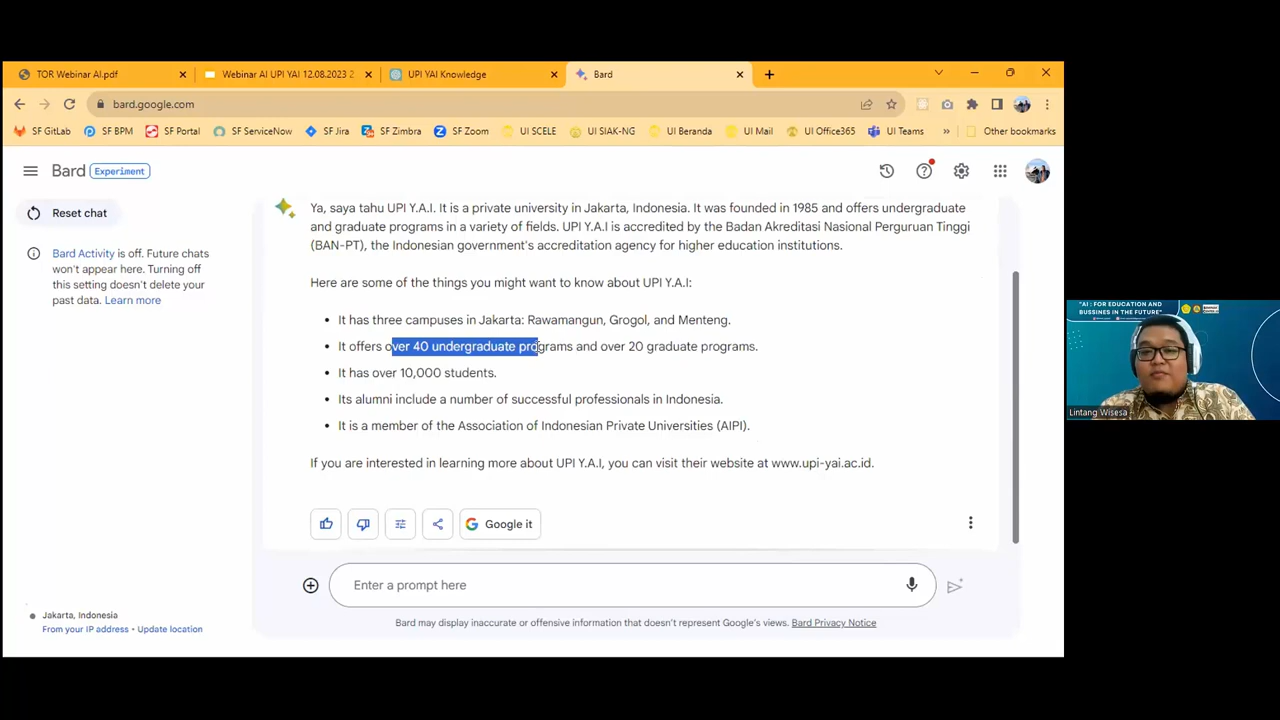 TOR Webinar AI.pdf
Webinar AI UPI YAI 12.08.2023 2
UPI YAI Knowledge
Bard
bard.google.com
SF GitLab
SF BPM
SF Portal
SF ServiceNow
SF Jira
SF Zimbra
SF Zoom
UI SCELE
UI SIAK-NG
UI Beranda
UI Mail
UI Office365
UI Teams
»
Other bookmarks
Bard Experiment
Reset chat
Bard Activity is off. Future chats
won't appear here. Turning off
this setting doesn't delete your
past data. Learn more
Ya, saya tahu UPI Y.A.I. It is a private university in Jakarta, Indonesia. It was founded in 1985 and offers undergraduate
and graduate programs in a variety of fields. UPI Y.A.I is accredited by the Badan Akreditasi Nasional Perguruan Tinggi
(BAN-PT), the Indonesian government's accreditation agency for higher education institutions.
Here are some of the things you might want to know about UPI Y.A.I:
• It has three campuses in Jakarta: Rawamangun, Grogol, and Menteng.
• It offers over 40 undergraduate programs and over 20 graduate programs.
• It has over 10,000 students.
• Its alumni include a number of successful professionals in Indonesia.
• It is a member of the Association of Indonesian Private Universities (AIPI).
If you are interested in learning more about UPI Y.A.I, you can visit their website at www.upi-yai.ac.id.
Google it
Enter a prompt here
Jakarta, Indonesia
From your IP address • Update location
Bard may display inaccurate or offensive information that doesn't represent Google's views. Bard Privacy Notice
"AI : FOR EDUCATION AND
BUSSINES IN THE FUTURE"
Lintang Wisesa